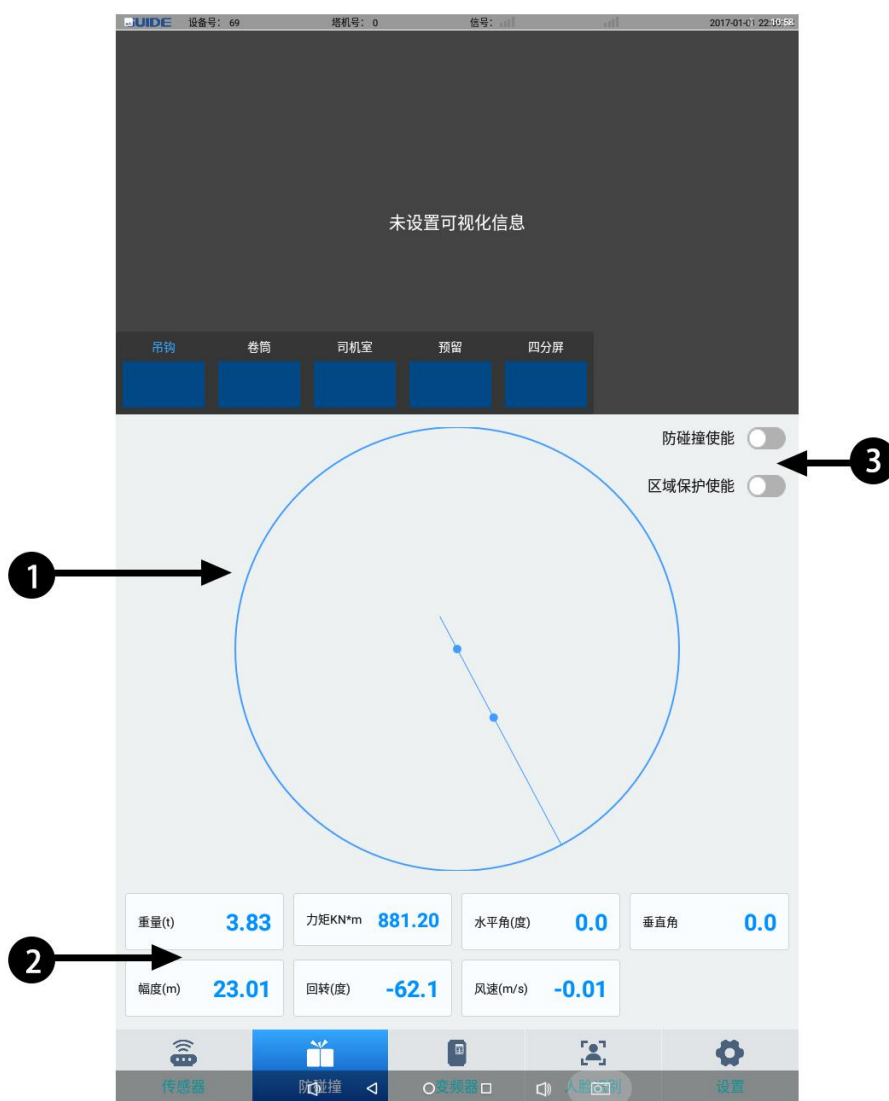 GUIDE 设备号： 69 塔机号： 0 信号： 2017-01-01 22:10:58
未设置可视化信息
吊钩 卷筒 司机室 预留 四分屏
防碰撞使能
3
区域保护使能
1
重量(t) 3.83 力矩KN*m 881.20 水平角(度) 0.0 垂直角 0.0
2
幅度(m) 23.01 回转(度) -62.1 风速(m/s) -0.01
传感器 防碰撞 变频器 人脸识别 设置